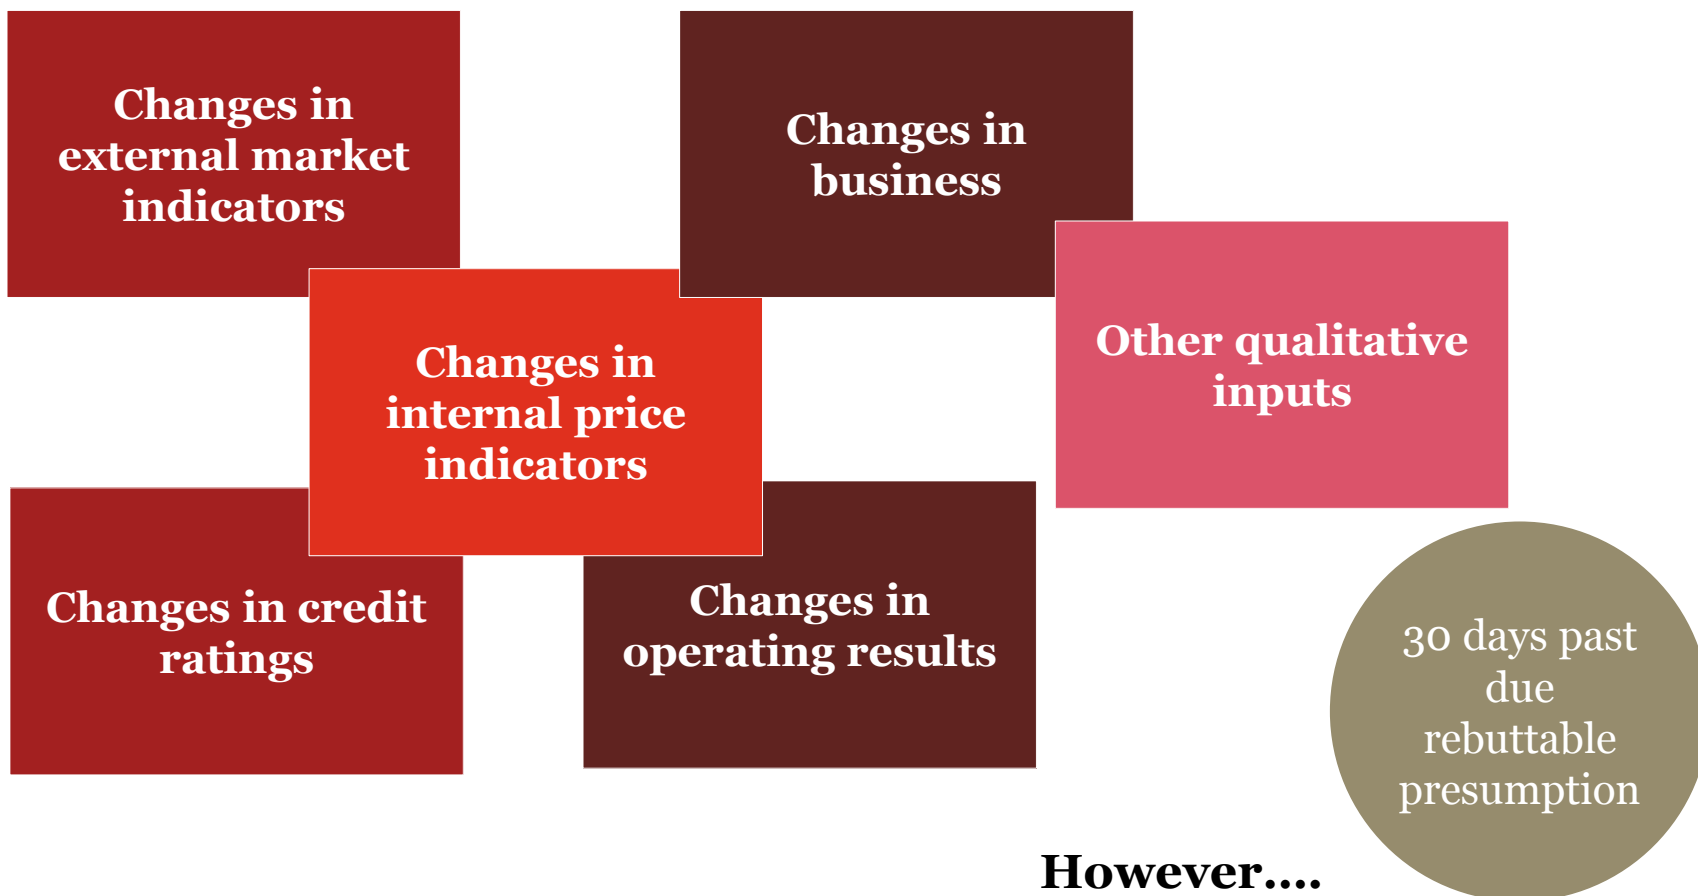 Changes in
external market
indicators
Changes in
business
Changes in
internal price
indicators
Other qualitative
inputs
Changes in credit
ratings
Changes in
operating results
30 days past
due
rebuttable
presumption
However....